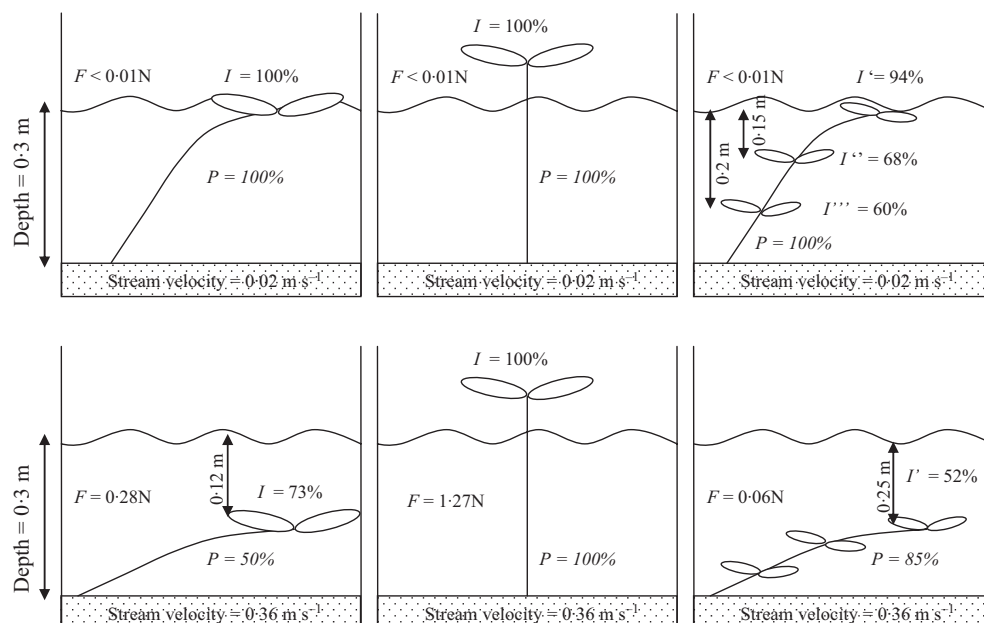 I = 100%
F < 0·01N
I = 100%
F < 0·01N
F < 0·01N
I ‘ = 94%
Depth = 0·3 m
P = 100%
P = 100%
0·2 m
0·15 m
I ‘’ = 68%
I ’’’ = 60%
P = 100%
Stream velocity = 0·02 m s–1
Stream velocity = 0·02 m s–1
Stream velocity = 0·02 m s–1
I = 100%
Depth = 0·3 m
F = 0·28N
0·12 m
I = 73%
P = 50%
F = 1·27N
P = 100%
F = 0·06N
0·25 m
I ’ = 52%
P = 85%
Stream velocity = 0·36 m s–1
Stream velocity = 0·36 m s–1
Stream velocity = 0·36 m s–1